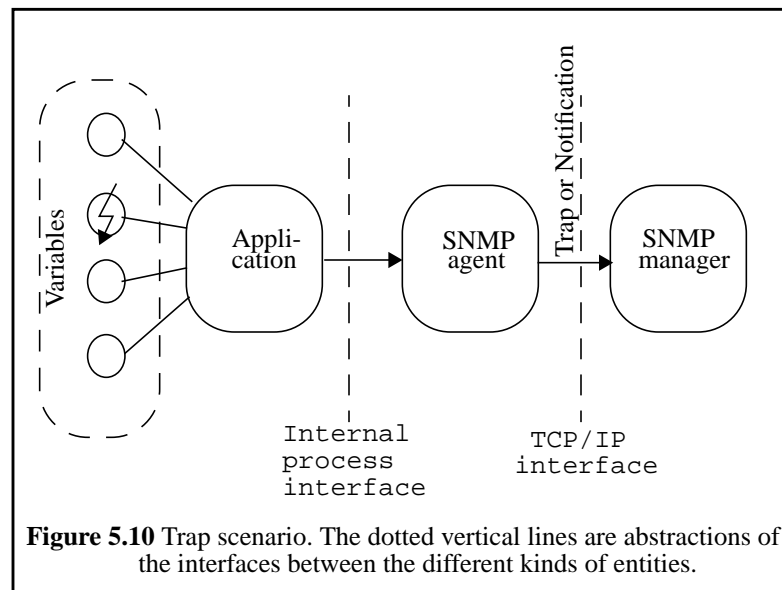 Trap or Notification
Variables
Appli-
cation
SNMP
agent
SNMP
manager
Internal
process
interface
TCP/IP
interface
Figure 5.10 Trap scenario. The dotted vertical lines are abstractions of
the interfaces between the different kinds of entities.